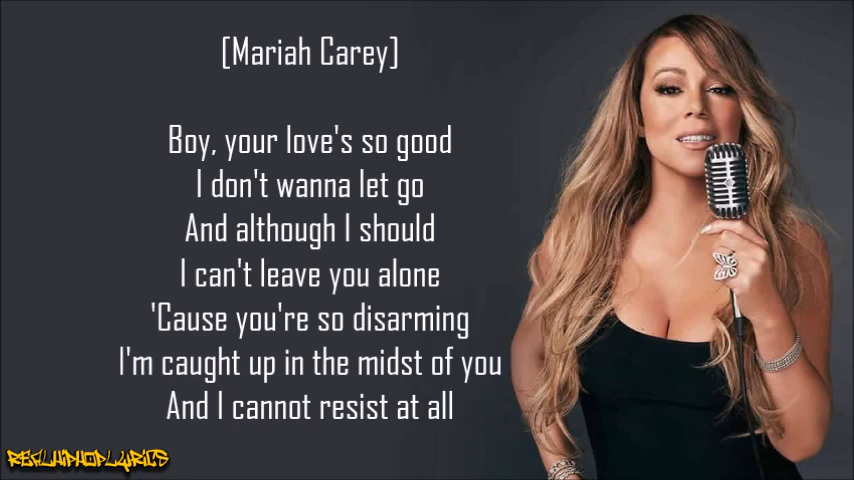 [Mariah Carey]
Boy, your love's so good
I don't wanna let go
And although I should
I can't leave you alone
'Cause you're so disarming
I'm caught up in the midst of you
And I cannot resist at all
REALHIPHOPLYRICS